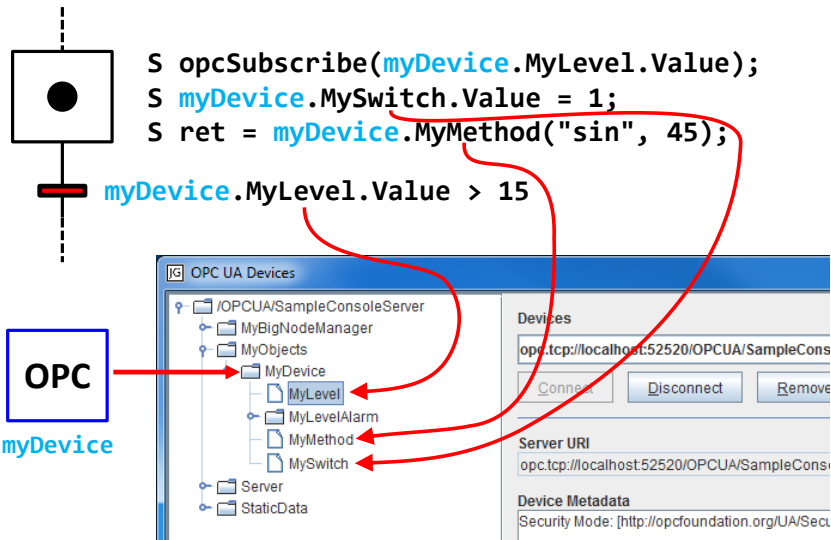 S opcSubscribe(myDevice.MyLevel.Value);
S myDevice.MySwitch.Value = 1;
S ret = myDevice.MyMethod("sin", 45);
myDevice.MyLevel.Value > 15
JG OPC UA Devices
/OPCUA/SampleConsoleServer
MyBigNodeManager
MyObjects
MyDevice
MyLevel
MyLevelAlarm
MyMethod
MySwitch
Server
StaticData
OPC
myDevice
Devices
opc.tcp://localhost:52520/OPCUA/SampleCons
Connect Disconnect Remove
Server URI
opc.tcp://localhost:52520/OPCUA/SampleConso
Device Metadata
Security Mode: [http://opcfoundation.org/UA/Secu